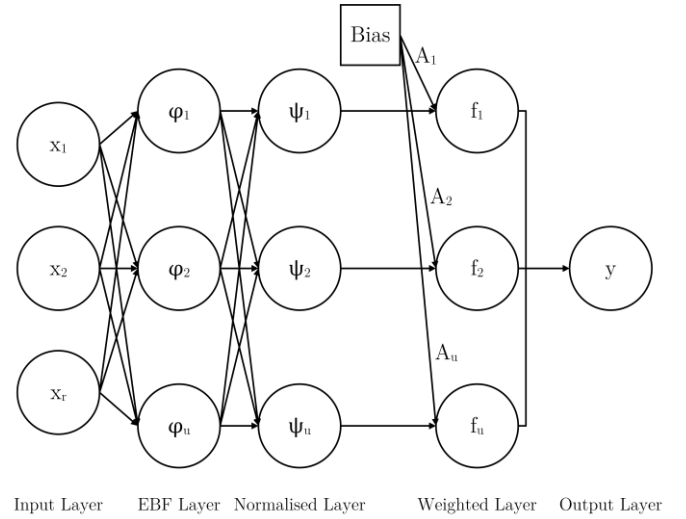 Bias
A₁
x₁
φ₁
ψ₁
f₁
A₂
x₂
φ₂
ψ₂
f₂
y
Aᵤ
xᵣ
φᵤ
ψᵤ
fᵤ
Input Layer
EBF Layer
Normalised Layer
Weighted Layer
Output Layer